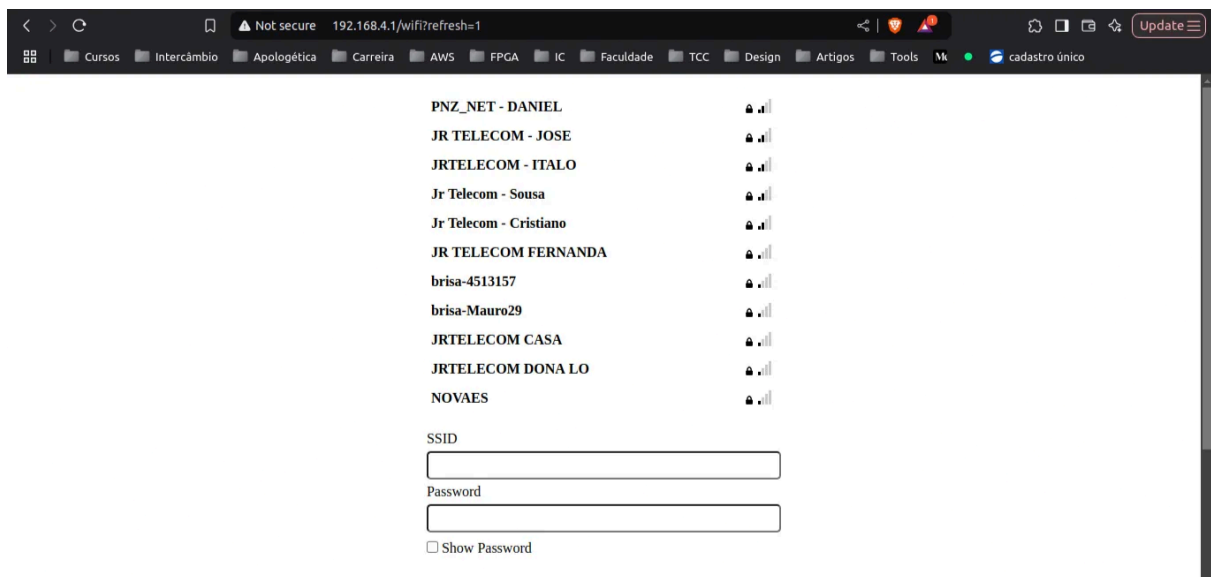 Not secure 192.168.4.1/wifi?refresh=1 1 Update
Cursos Intercâmbio Apologética Carreira AWS FPGA IC Faculdade TCC Design Artigos Tools cadastro único
PNZ_NET - DANIEL
JR TELECOM - JOSE
JRTELECOM - ITALO
Jr Telecom - Sousa
Jr Telecom - Cristiano
JR TELECOM FERNANDA
brisa-4513157
brisa-Mauro29
JRTELECOM CASA
JRTELECOM DONA LO
NOVAES
SSID
Password
Show Password